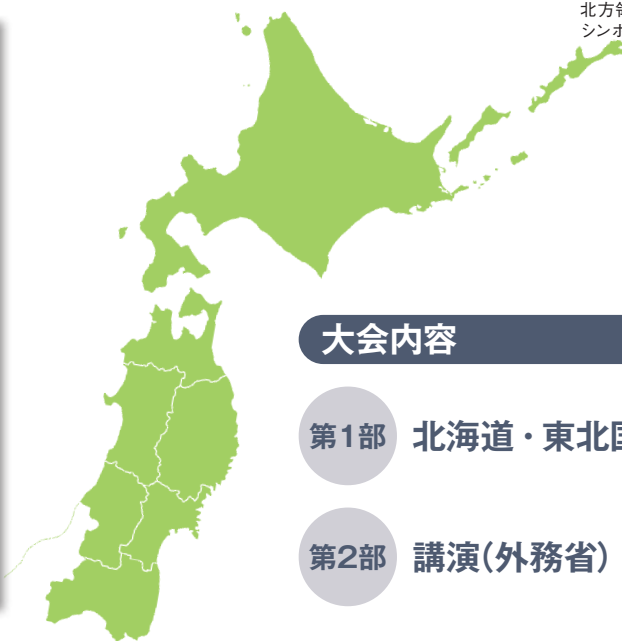 北方領
シンポ
大会内容
第1部 北海道・東北国
第2部 講演(外務省)